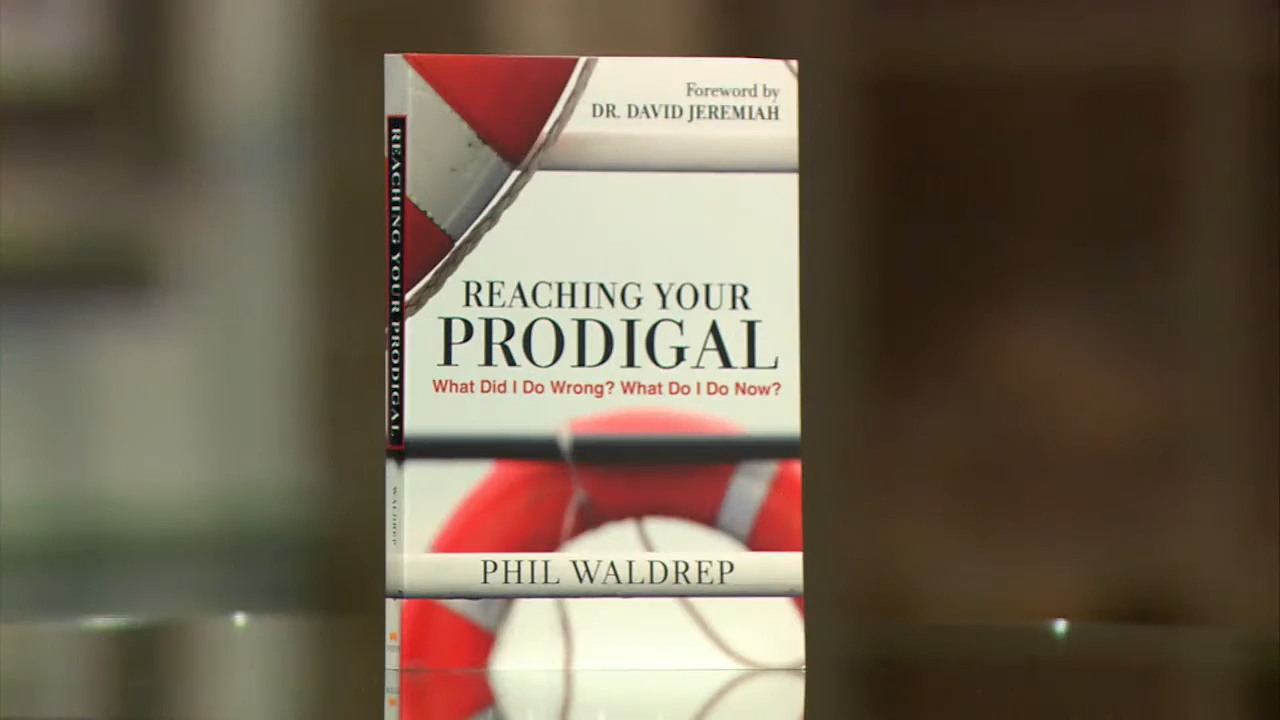 Foreword by
DR. DAVID JEREMIAH
REACHING YOUR PRODIGAL
REACHING YOUR
PRODIGAL
What Did I Do Wrong? What Do I Do Now?
WALDREP
PHIL WALDREP